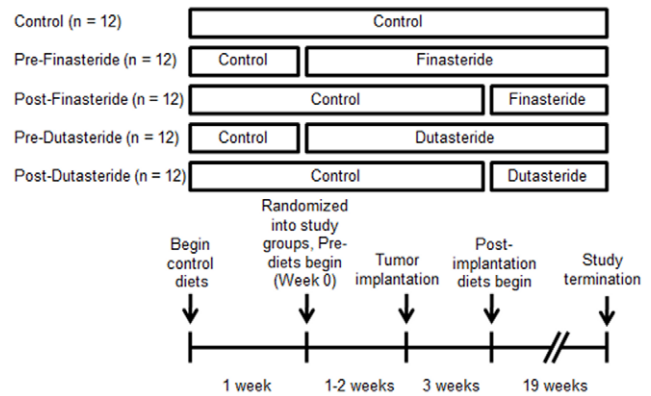 Control (n = 12) Control
Pre-Finasteride (n = 12) Control Finasteride
Post-Finasteride (n = 12) Control Finasteride
Pre-Dutasteride (n = 12) Control Dutasteride
Post-Dutasteride (n = 12) Control Dutasteride
Begin
control
diets
Randomized
into study
groups, Pre-
diets begin
(Week 0)
Tumor
implantation
Post-
implantation
diets begin
Study
termination
1 week 1-2 weeks 3 weeks 19 weeks